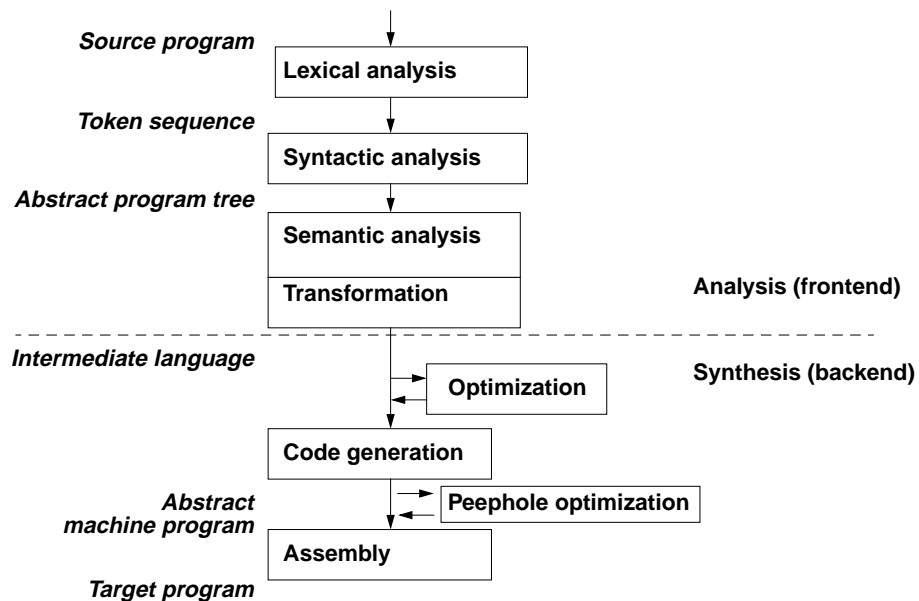 Source program
Lexical analysis
Token sequence
Syntactic analysis
Abstract program tree
Semantic analysis
Transformation
Analysis (frontend)
Intermediate language
Synthesis (backend)
Optimization
Code generation
Abstract
machine program
Peephole optimization
Assembly
Target program